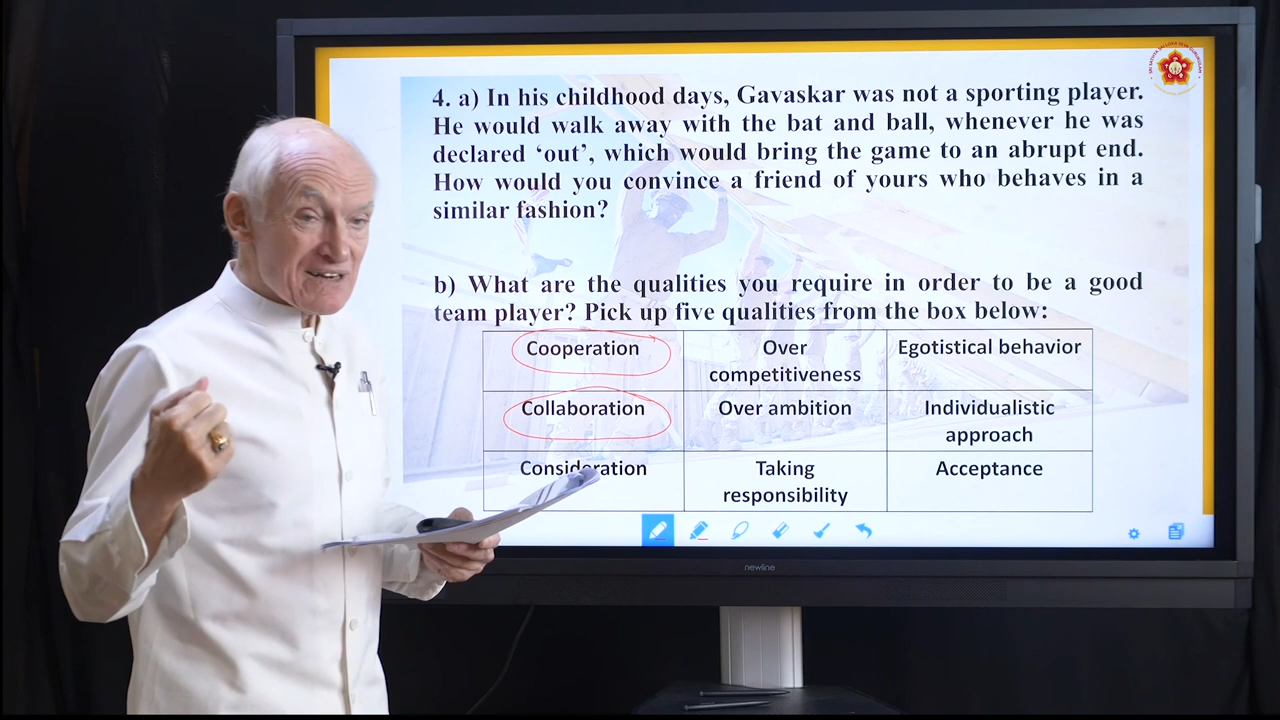 4. a) In his childhood days, Gavaskar was not a sporting player.
He would walk away with the bat and ball, whenever he was
declared ‘out’, which would bring the game to an abrupt end.
How would you convince a friend of yours who behaves in a
similar fashion?
b) What are the qualities you require in order to be a good
team player? Pick up five qualities from the box below:
Cooperation
Over
competitiveness
Egotistical behavior
Collaboration
Over ambition
Individualistic
approach
Consideration
Taking
responsibility
Acceptance
newline